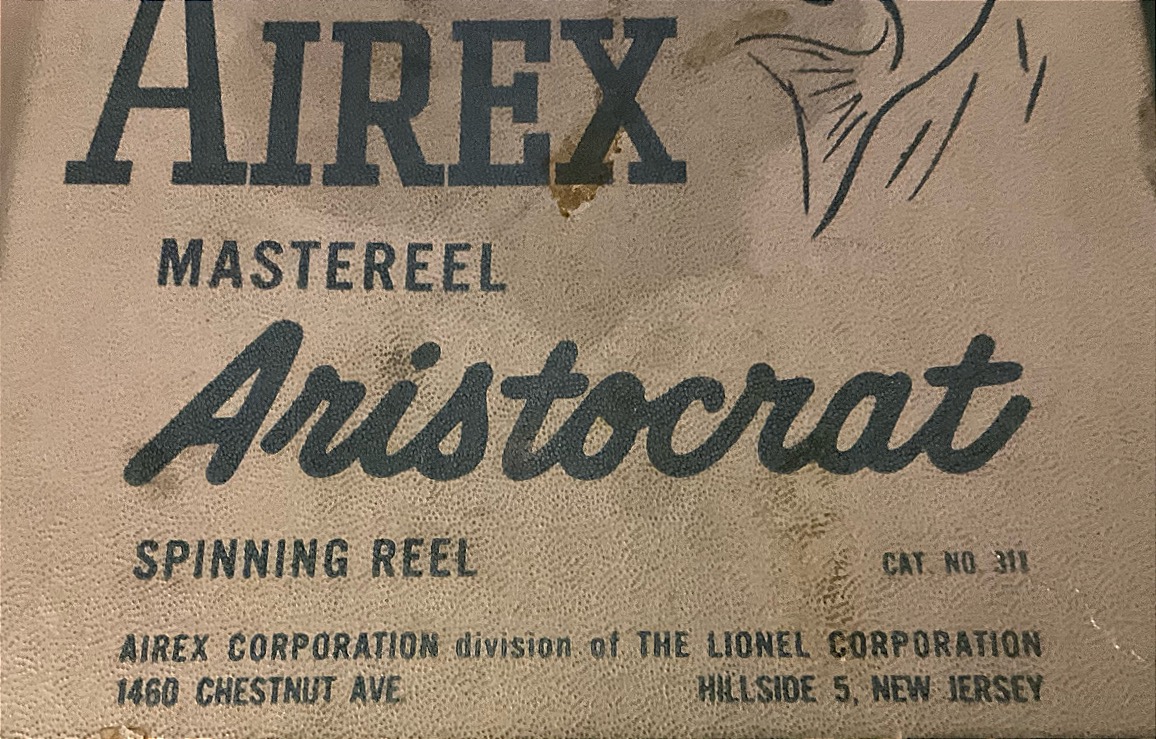 AIREX
MASTEREEL
Aristocrat
SPINNING REEL
CAT. NO. 311
AIREX CORPORATION division of THE LIONEL CORPORATION
1460 CHESTNUT AVE HILLSIDE 5, NEW JERSEY